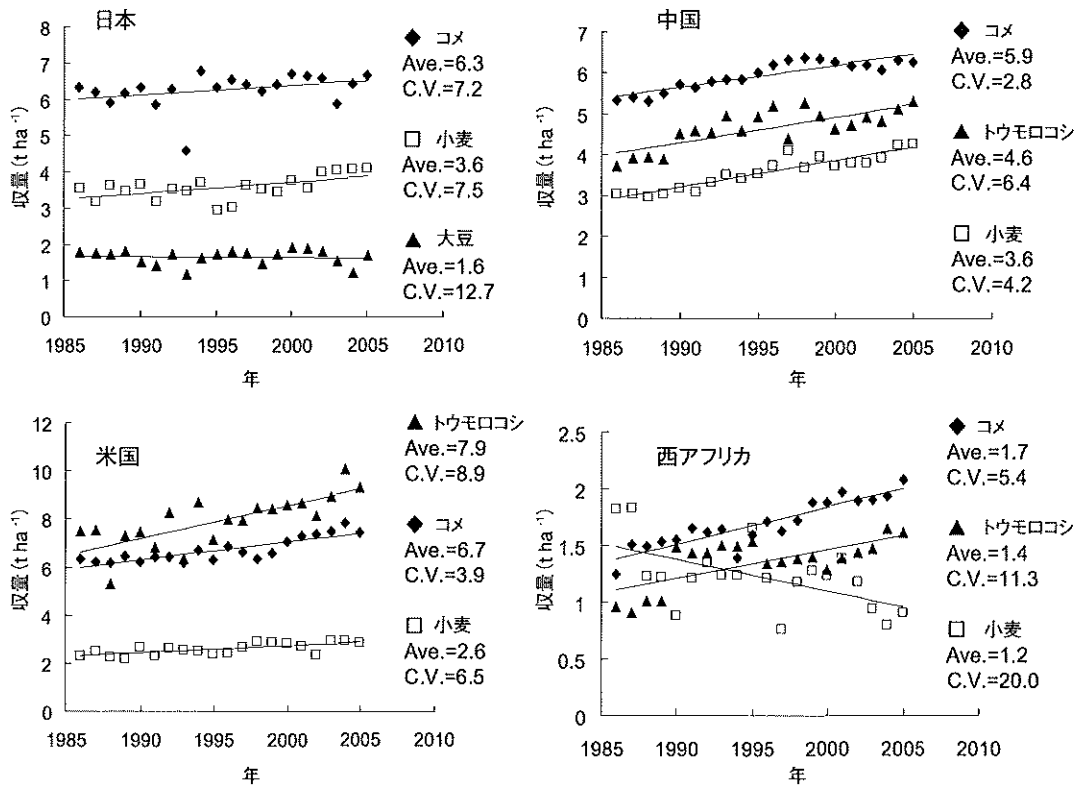 日本
8
7
6
5
4
3
2
1
0
収量(t ha⁻¹)
1985 1990 1995 2000 2005 2010
年
◆ コメ
Ave.=6.3
C.V.=7.2
□ 小麦
Ave.=3.6
C.V.=7.5
▲ 大豆
Ave.=1.6
C.V.=12.7
中国
7
6
5
4
3
2
1
0
収量(t ha⁻¹)
1985 1990 1995 2000 2005 2010
年
◆ コメ
Ave.=5.9
C.V.=2.8
▲ トウモロコシ
Ave.=4.6
C.V.=6.4
□ 小麦
Ave.=3.6
C.V.=4.2
米国
12
10
8
6
4
2
0
収量(t ha⁻¹)
1985 1990 1995 2000 2005 2010
年
▲ トウモロコシ
Ave.=7.9
C.V.=8.9
◆ コメ
Ave.=6.7
C.V.=3.9
□ 小麦
Ave.=2.6
C.V.=6.5
西アフリカ
2.5
2
1.5
1
0.5
0
収量(t ha⁻¹)
1985 1990 1995 2000 2005 2010
年
◆ コメ
Ave.=1.7
C.V.=5.4
▲ トウモロコシ
Ave.=1.4
C.V.=11.3
□ 小麦
Ave.=1.2
C.V.=20.0